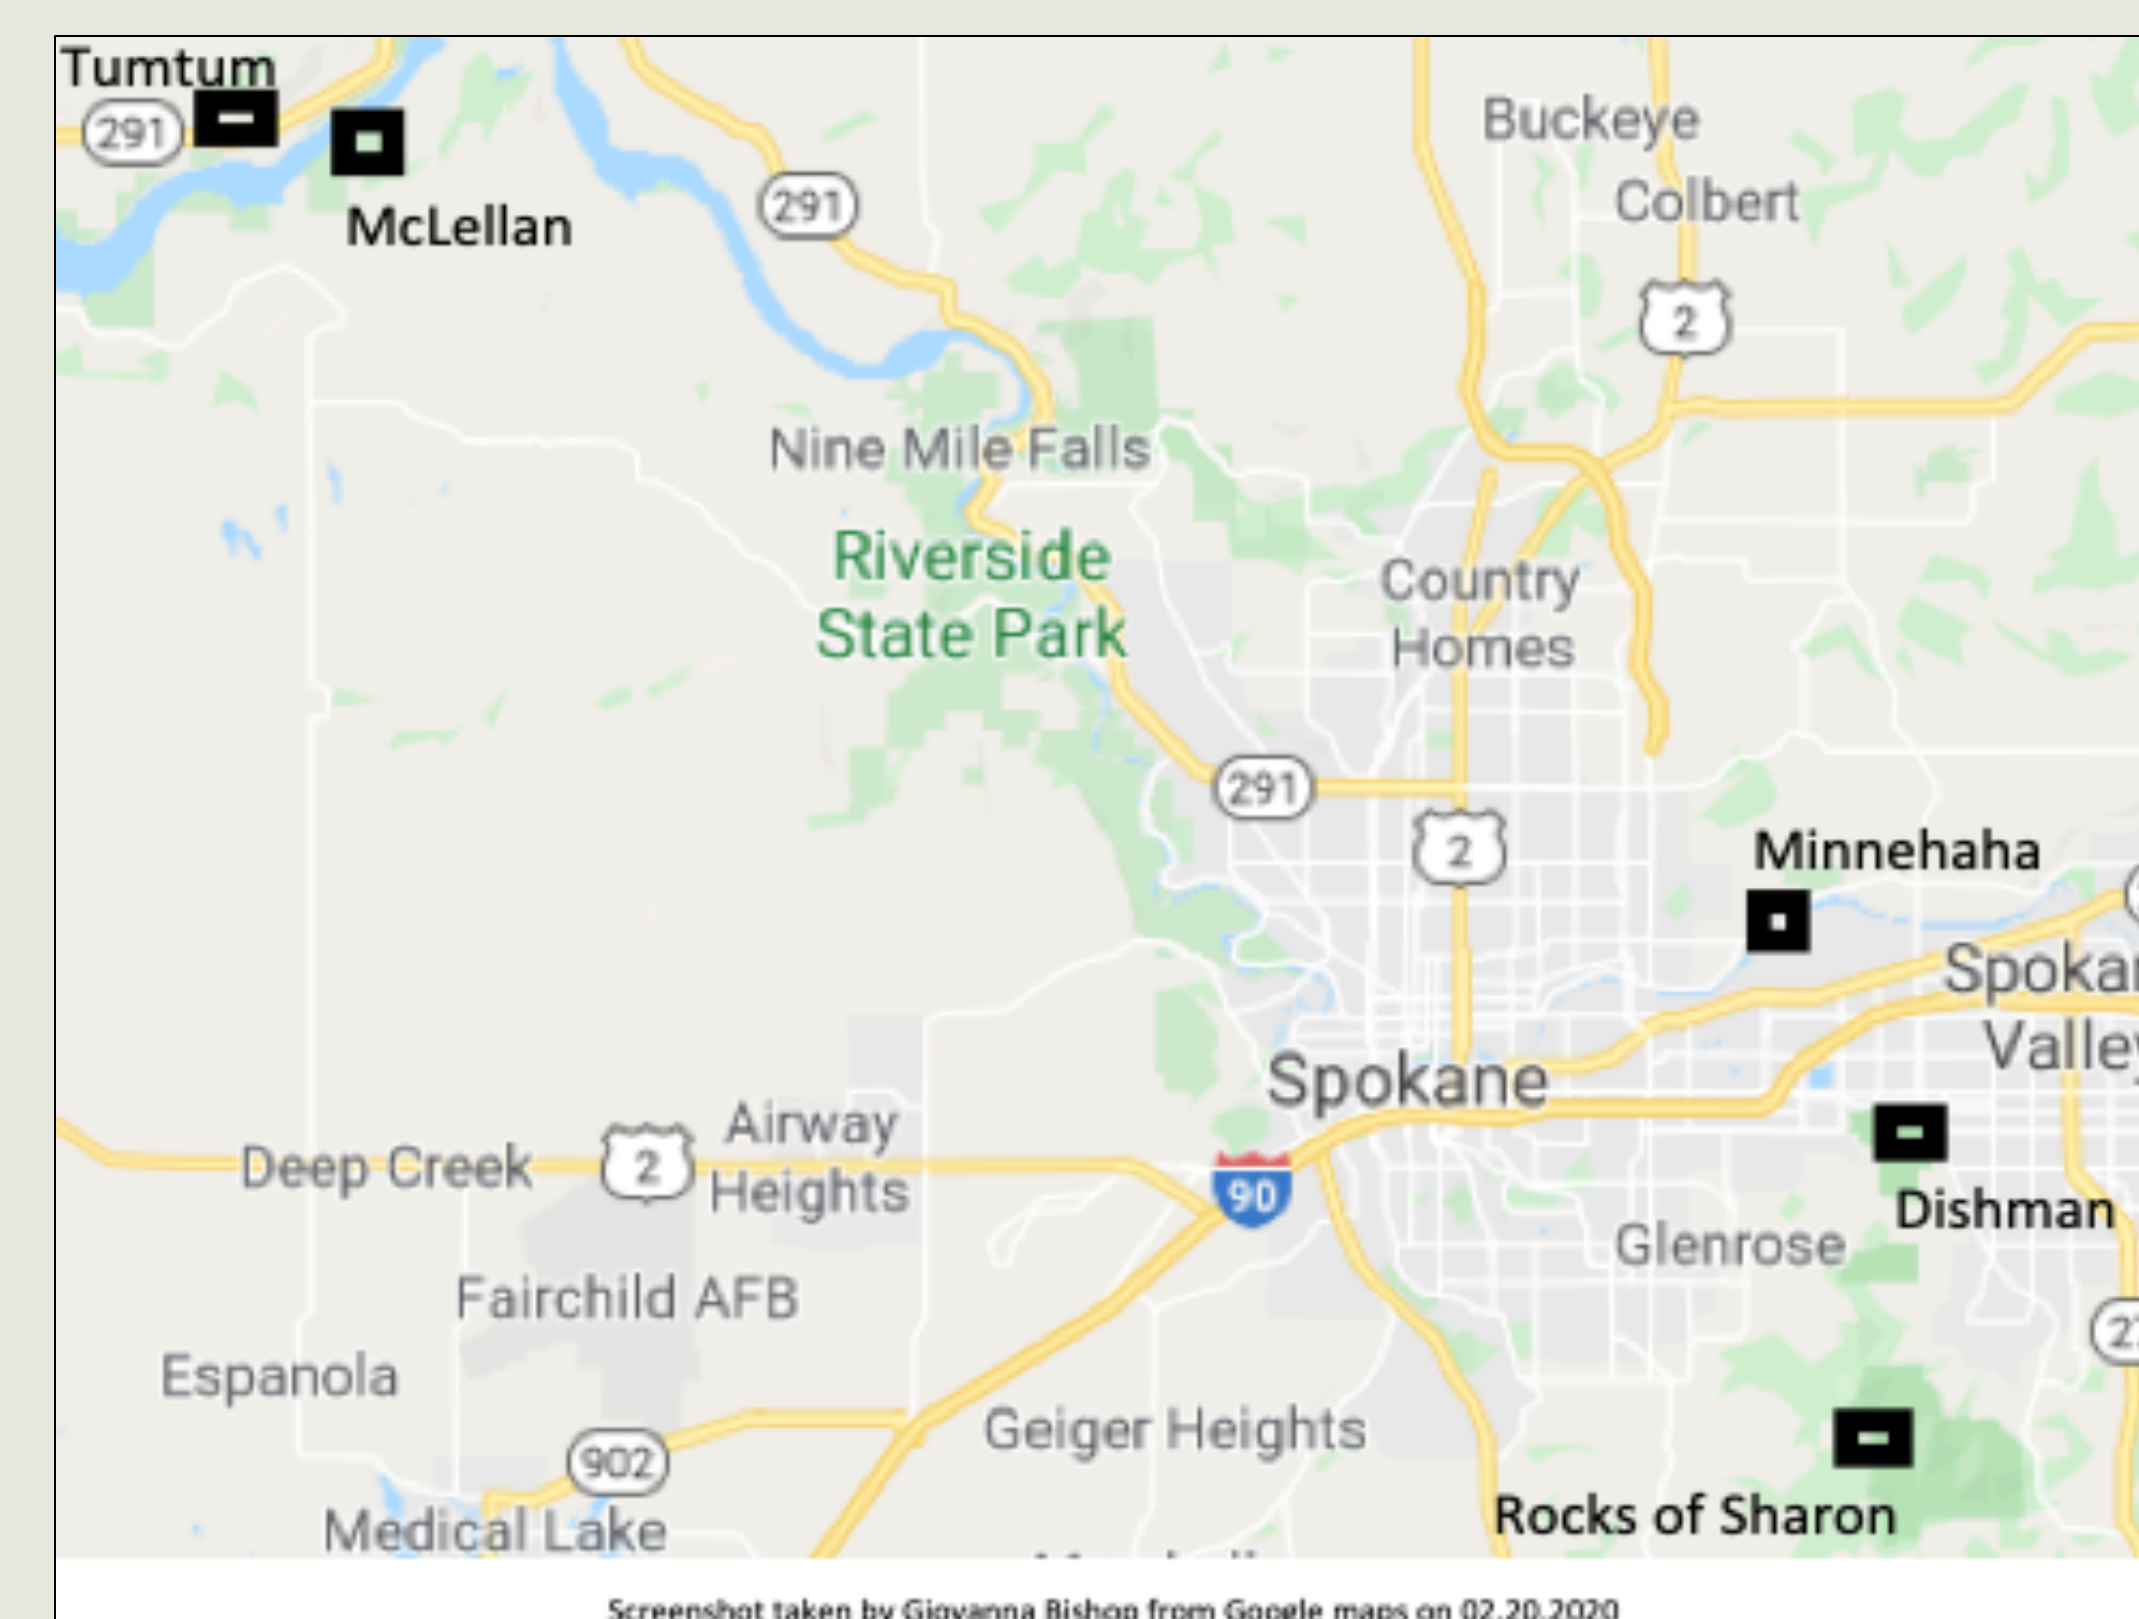 Tumtum
291
McLellan
291
Buckeye
Colbert
2
Nine Mile Falls
Riverside
State Park
Country
Homes
291
2
Minnehaha
Spokan
Valley
Spokane
Deep Creek
2
Airway
Heights
90
Dishman
Glenrose
Fairchild AFB
Espanola
27
Geiger Heights
902
Medical Lake
Rocks of Sharon
Screenshot taken by Giovanna Bishop from Google maps on 02.20.2020